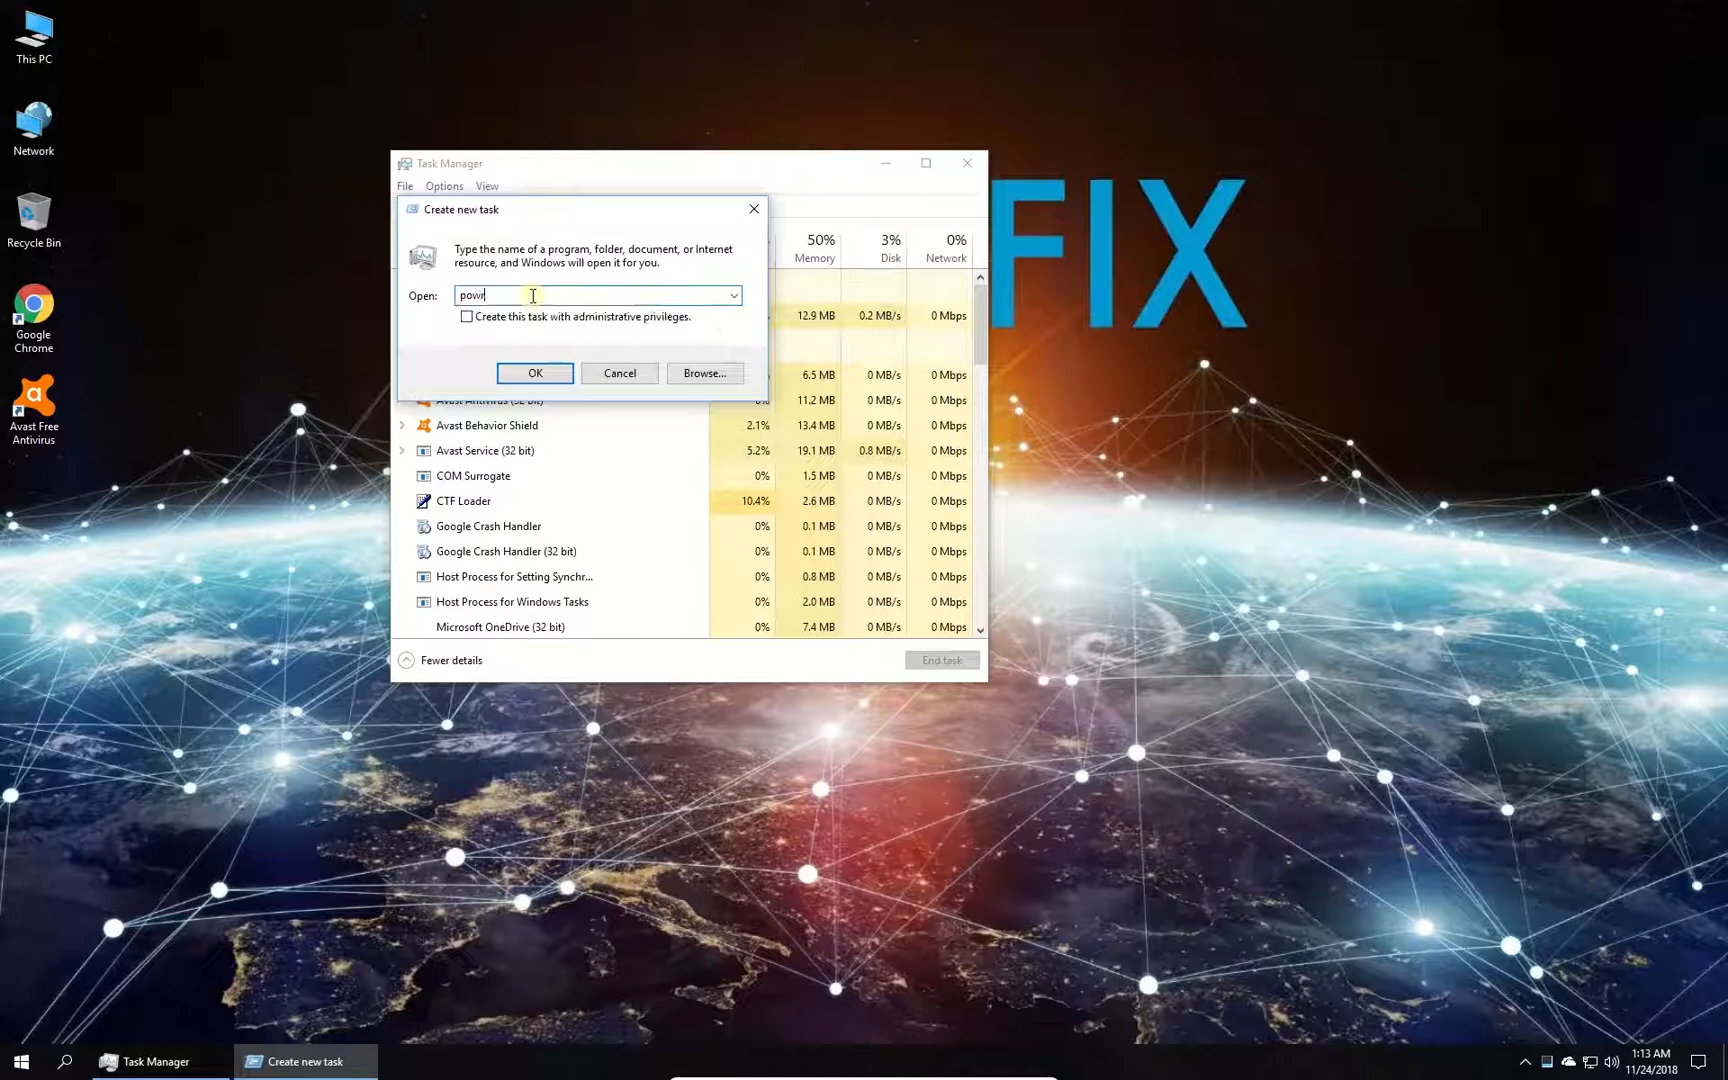 This PC
Network
Recycle Bin
Google
Chrome
Avast Free
Antivirus
FIX
Task Manager
File Options View
Create new task
Type the name of a program, folder, document, or Internet
resource, and Windows will open it for you.
Open: powr
Create this task with administrative privileges.
OK Cancel Browse...
50% 3% 0%
Memory Disk Network
12.9 MB 0.2 MB/s 0 Mbps
6.5 MB 0 MB/s 0 Mbps
Avast Antivirus (32 bit) 0% 11.2 MB 0 MB/s 0 Mbps
Avast Behavior Shield 2.1% 13.4 MB 0 MB/s 0 Mbps
Avast Service (32 bit) 5.2% 19.1 MB 0.8 MB/s 0 Mbps
COM Surrogate 0% 1.5 MB 0 MB/s 0 Mbps
CTF Loader 10.4% 2.6 MB 0 MB/s 0 Mbps
Google Crash Handler 0% 0.1 MB 0 MB/s 0 Mbps
Google Crash Handler (32 bit) 0% 0.1 MB 0 MB/s 0 Mbps
Host Process for Setting Synchr... 0% 0.8 MB 0 MB/s 0 Mbps
Host Process for Windows Tasks 0% 2.0 MB 0 MB/s 0 Mbps
Microsoft OneDrive (32 bit) 0% 7.4 MB 0 MB/s 0 Mbps
Fewer details End task
Task Manager Create new task
1:13 AM
11/24/2018